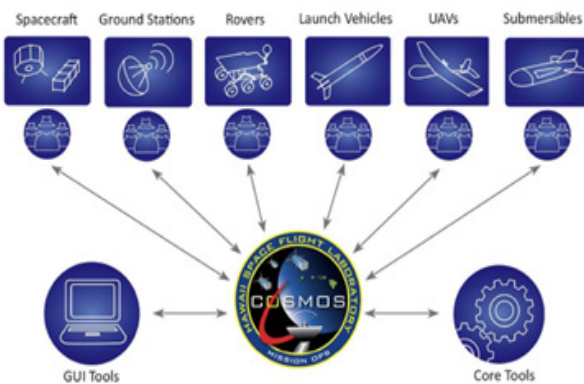 Spacecraft
Ground Stations
Rovers
Launch Vehicles
UAVs
Submersibles
HAWAII SPACE FLIGHT LABORATORY
COSMOS
MISSION OPS
GUI Tools
Core Tools